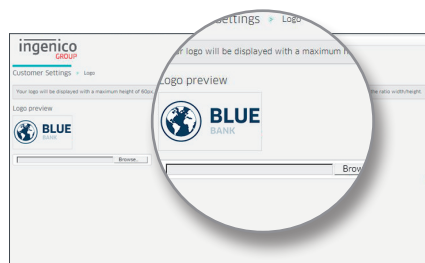 ingenico
GROUP
Customer Settings » Logo
Your logo will be displayed with a maximum height of 60px
the ratio width/height
Logo preview
BLUE
BANK
Browse...
ettings » Logo
r logo will be displayed with a maximum h
Logo preview
BLUE
BANK
Brow